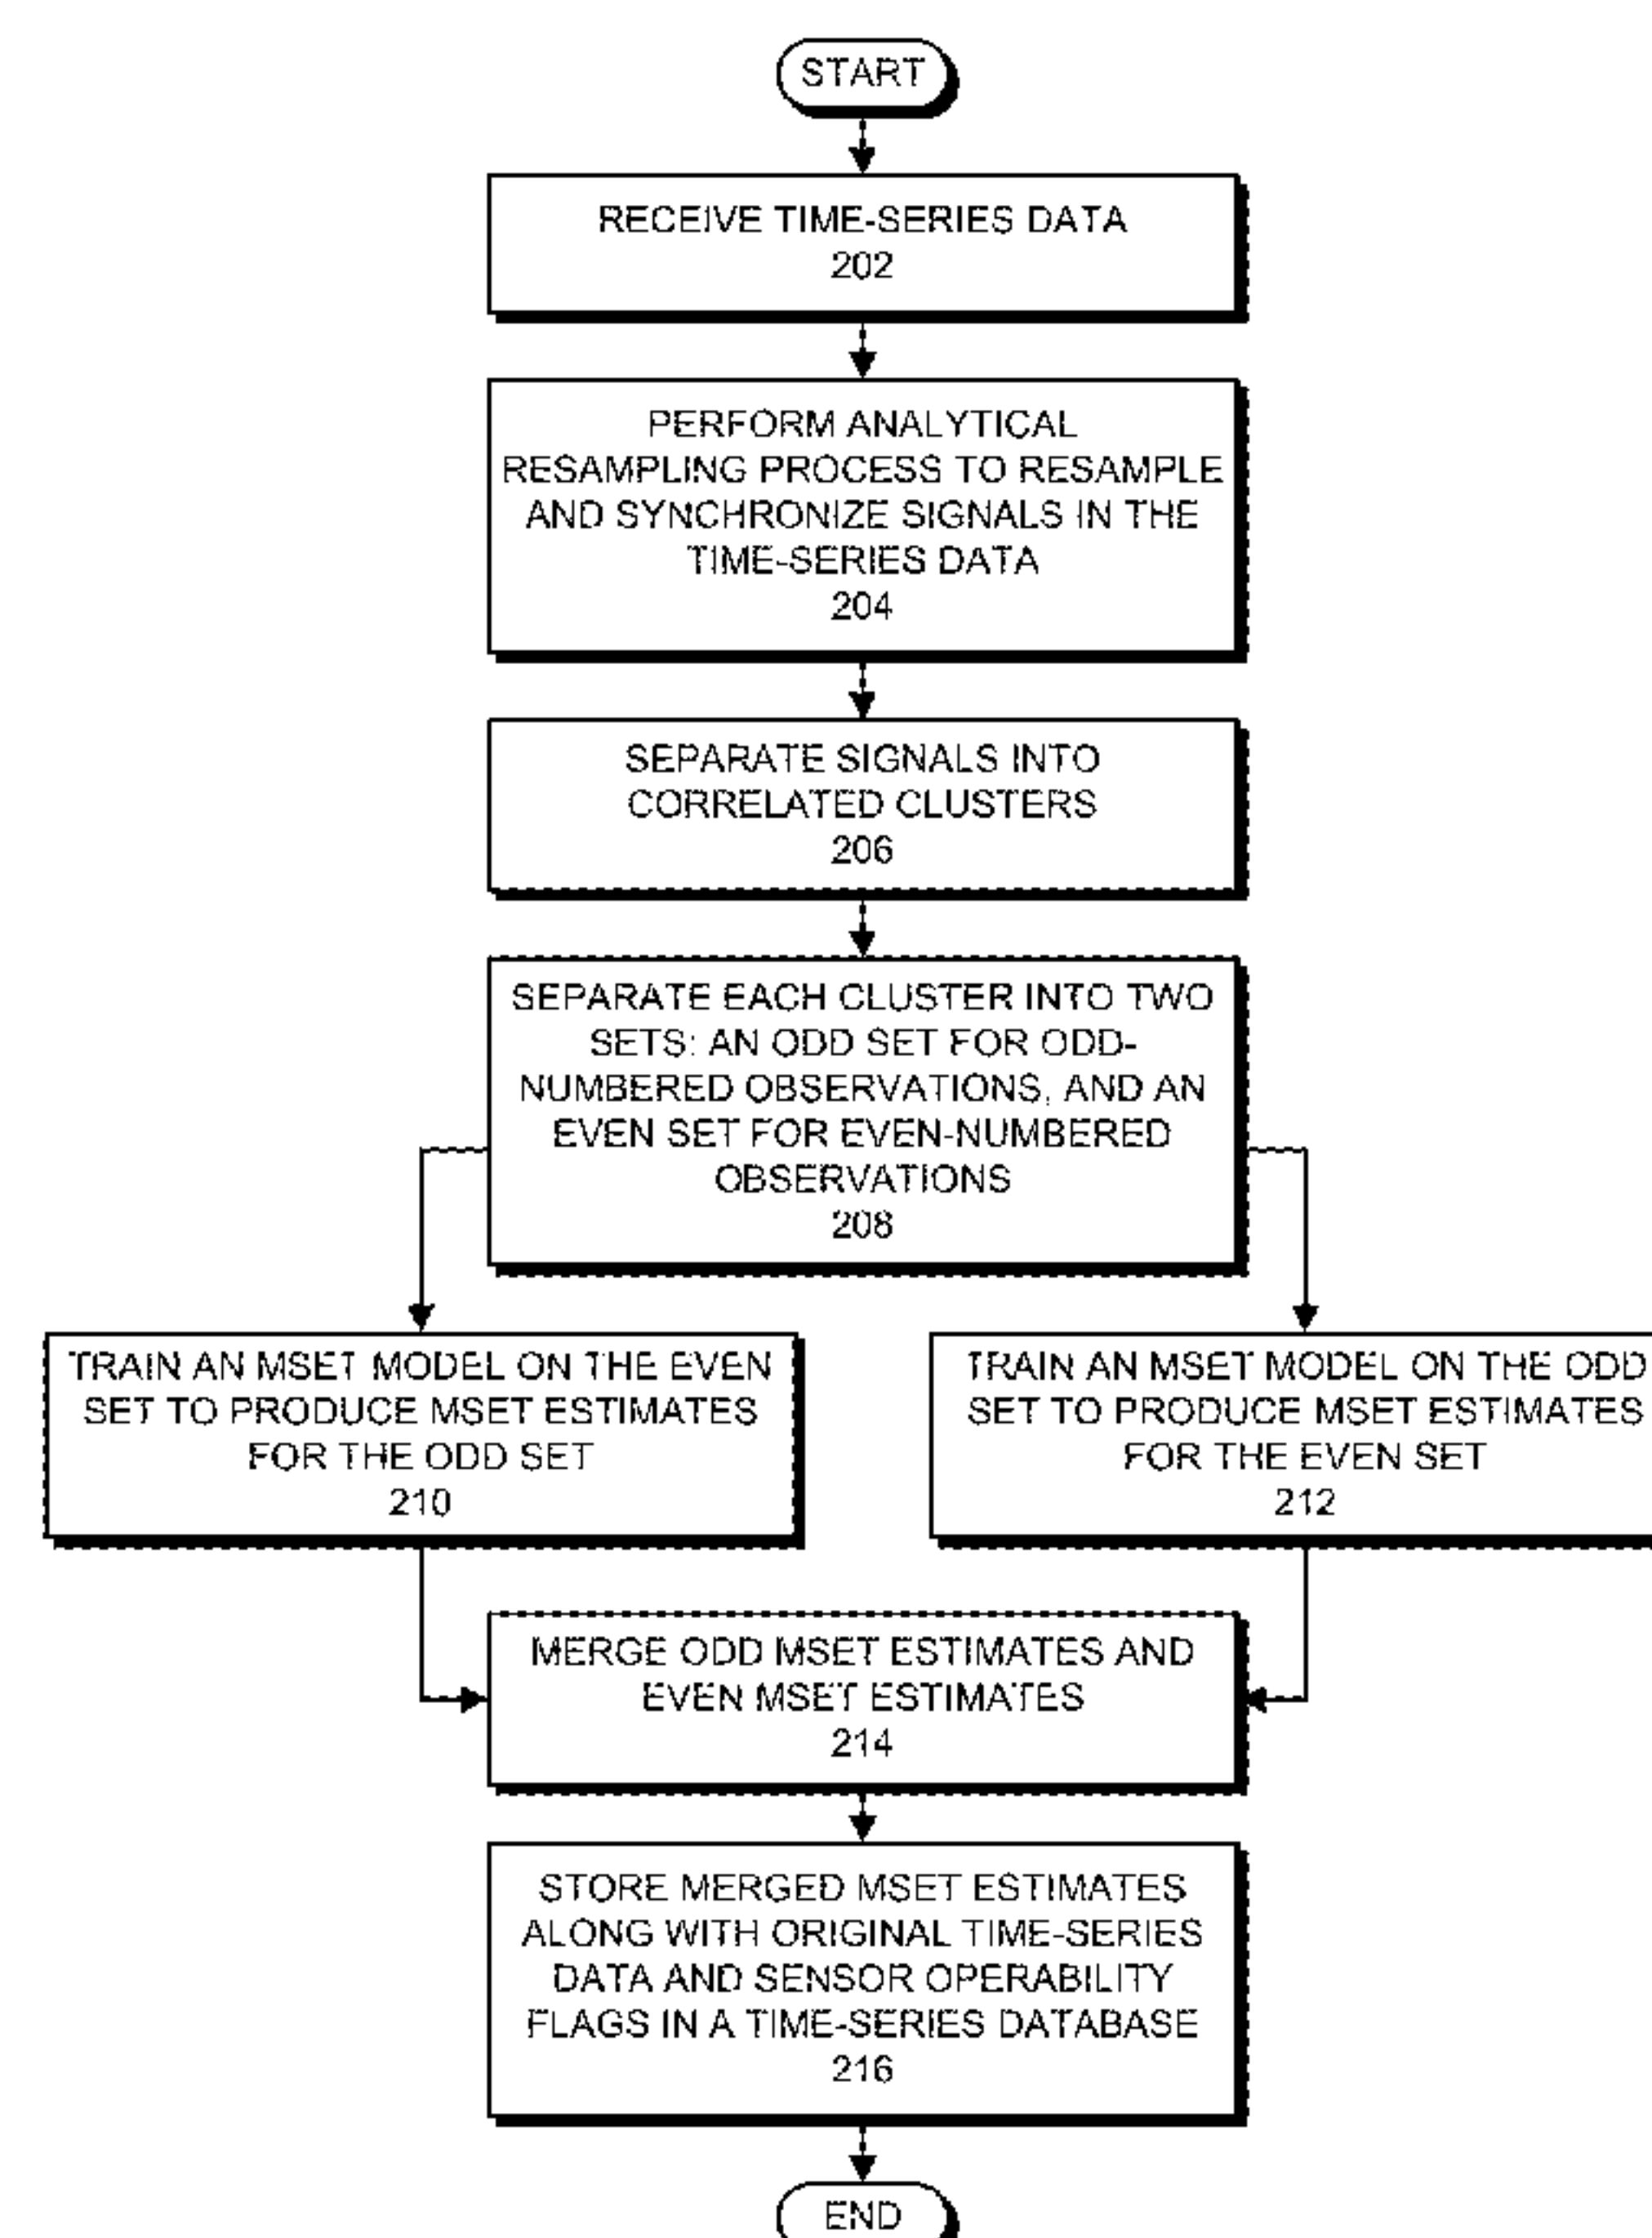 START
RECEIVE TIME-SERIES DATA
202
PERFORM ANALYTICAL
RESAMPLING PROCESS TO RESAMPLE
AND SYNCHRONIZE SIGNALS IN THE
TIME-SERIES DATA
204
SEPARATE SIGNALS INTO
CORRELATED CLUSTERS
206
SEPARATE EACH CLUSTER INTO TWO
SETS: AN ODD SET FOR ODD-
NUMBERED OBSERVATIONS, AND AN
EVEN SET FOR EVEN-NUMBERED
OBSERVATIONS
208
TRAIN AN MSET MODEL ON THE EVEN
SET TO PRODUCE MSET ESTIMATES
FOR THE ODD SET
210
TRAIN AN MSET MODEL ON THE ODD
SET TO PRODUCE MSET ESTIMATES
FOR THE EVEN SET
212
MERGE ODD MSET ESTIMATES AND
EVEN MSET ESTIMATES
214
STORE MERGED MSET ESTIMATES
ALONG WITH ORIGINAL TIME-SERIES
DATA AND SENSOR OPERABILITY
FLAGS IN A TIME-SERIES DATABASE
216
END